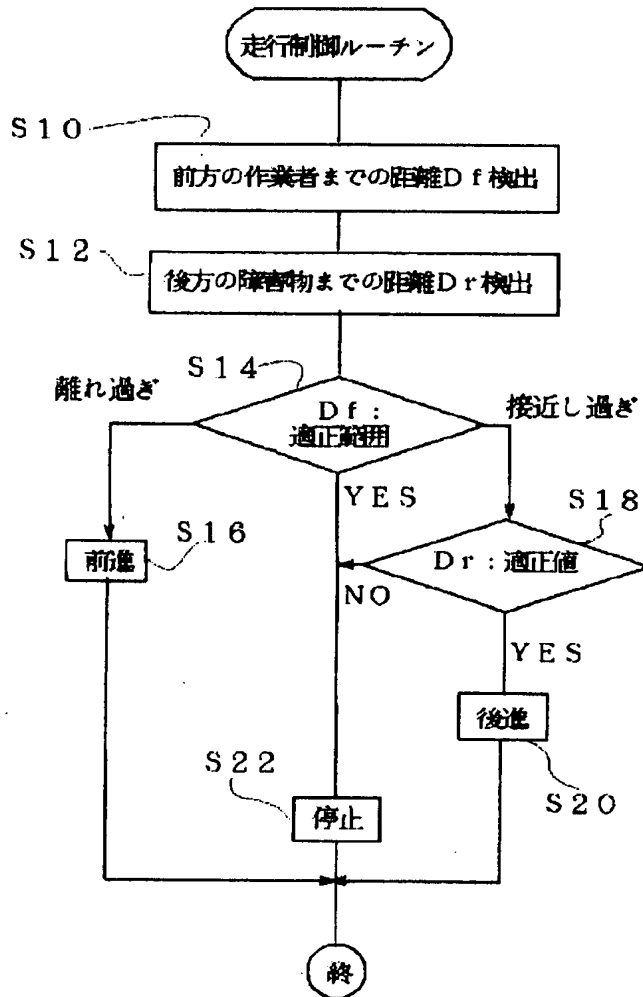 走行制御ルーチン
S10
前方の作業者までの距離Df検出
S12
後方の障害物までの距離Dr検出
S14
離れ過ぎ
Df:
適正範囲
接近し過ぎ
YES
S18
S16
前進
Dr:適正値
NO
YES
後進
S22
S20
停止
終